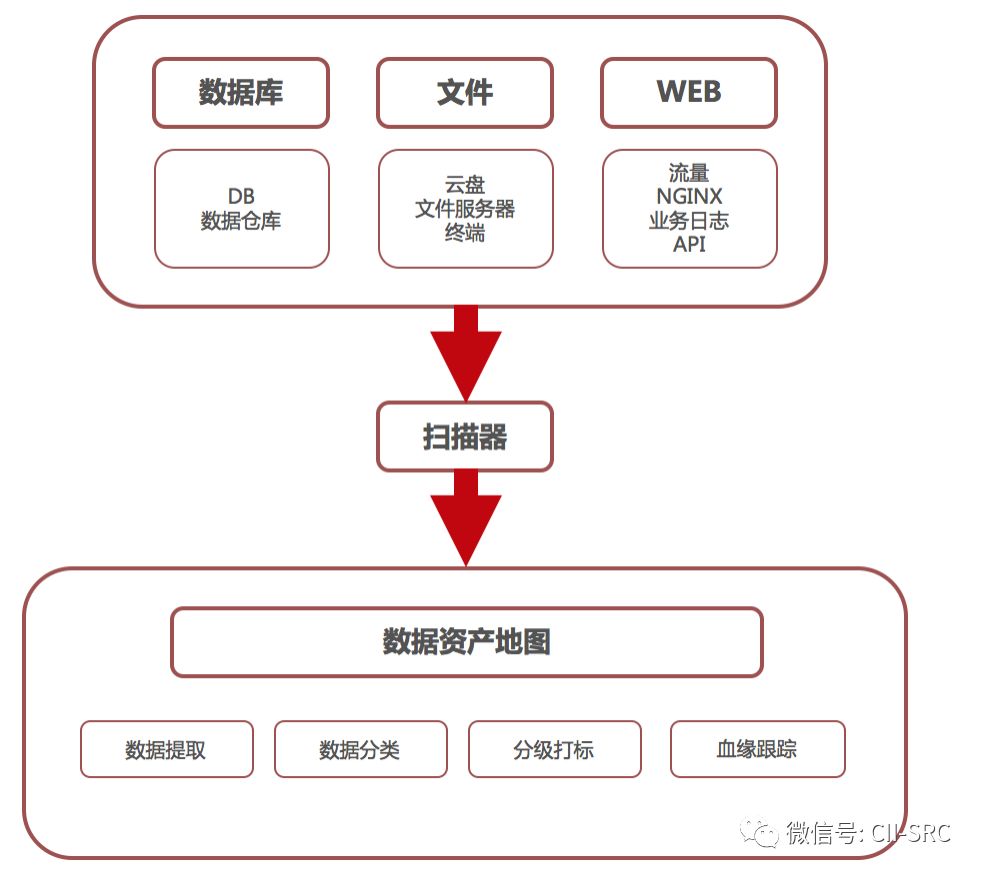 数据库
文件
WEB
DB
数据仓库
云盘
文件服务器
终端
流量
NGINX
业务日志
API
扫描器
数据资产地图
数据提取
数据分类
分级打标
血缘跟踪
微信号: CII-SRC